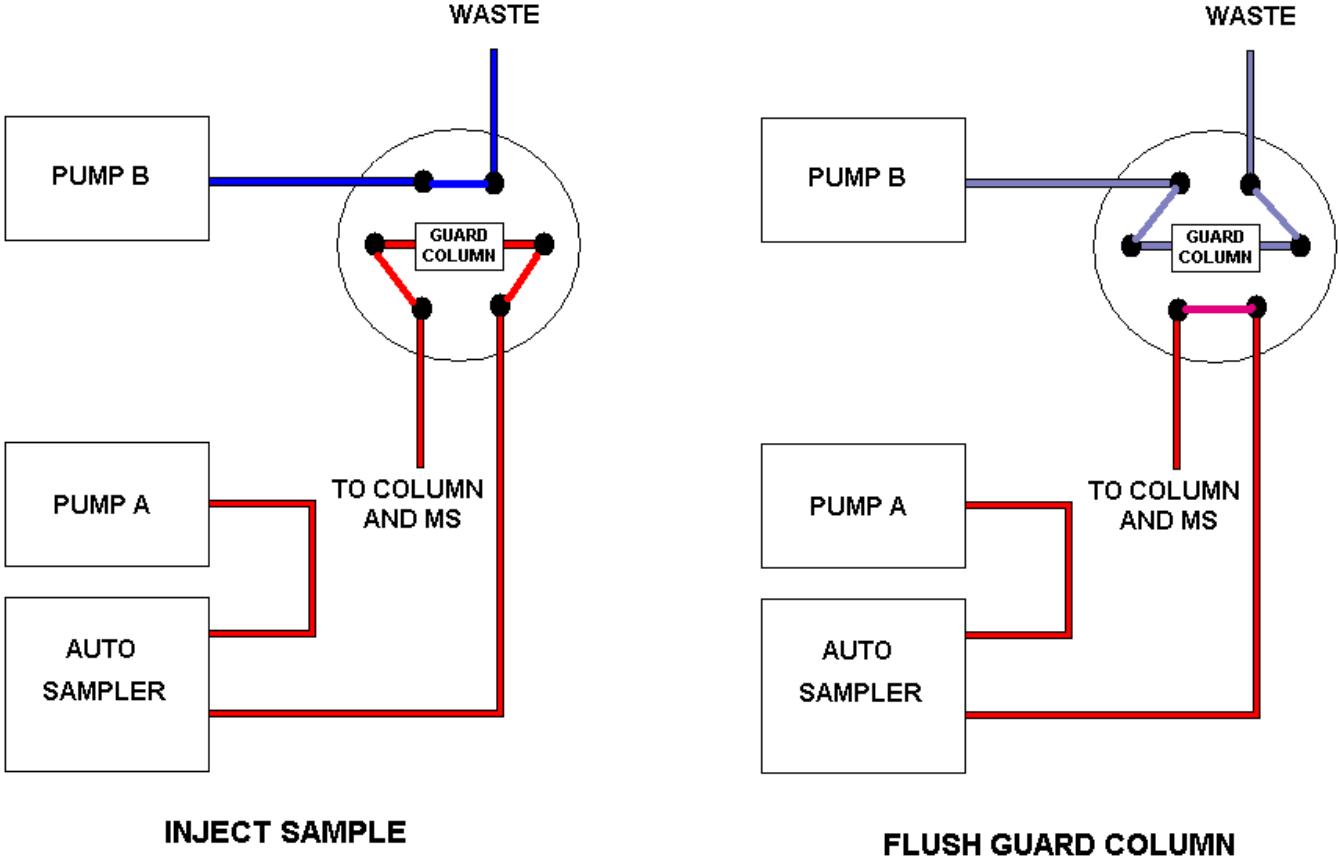 WASTE
PUMP B
GUARD
COLUMN
TO COLUMN
AND MS
PUMP A
AUTO
SAMPLER
INJECT SAMPLE
WASTE
PUMP B
GUARD
COLUMN
TO COLUMN
AND MS
PUMP A
AUTO
SAMPLER
FLUSH GUARD COLUMN